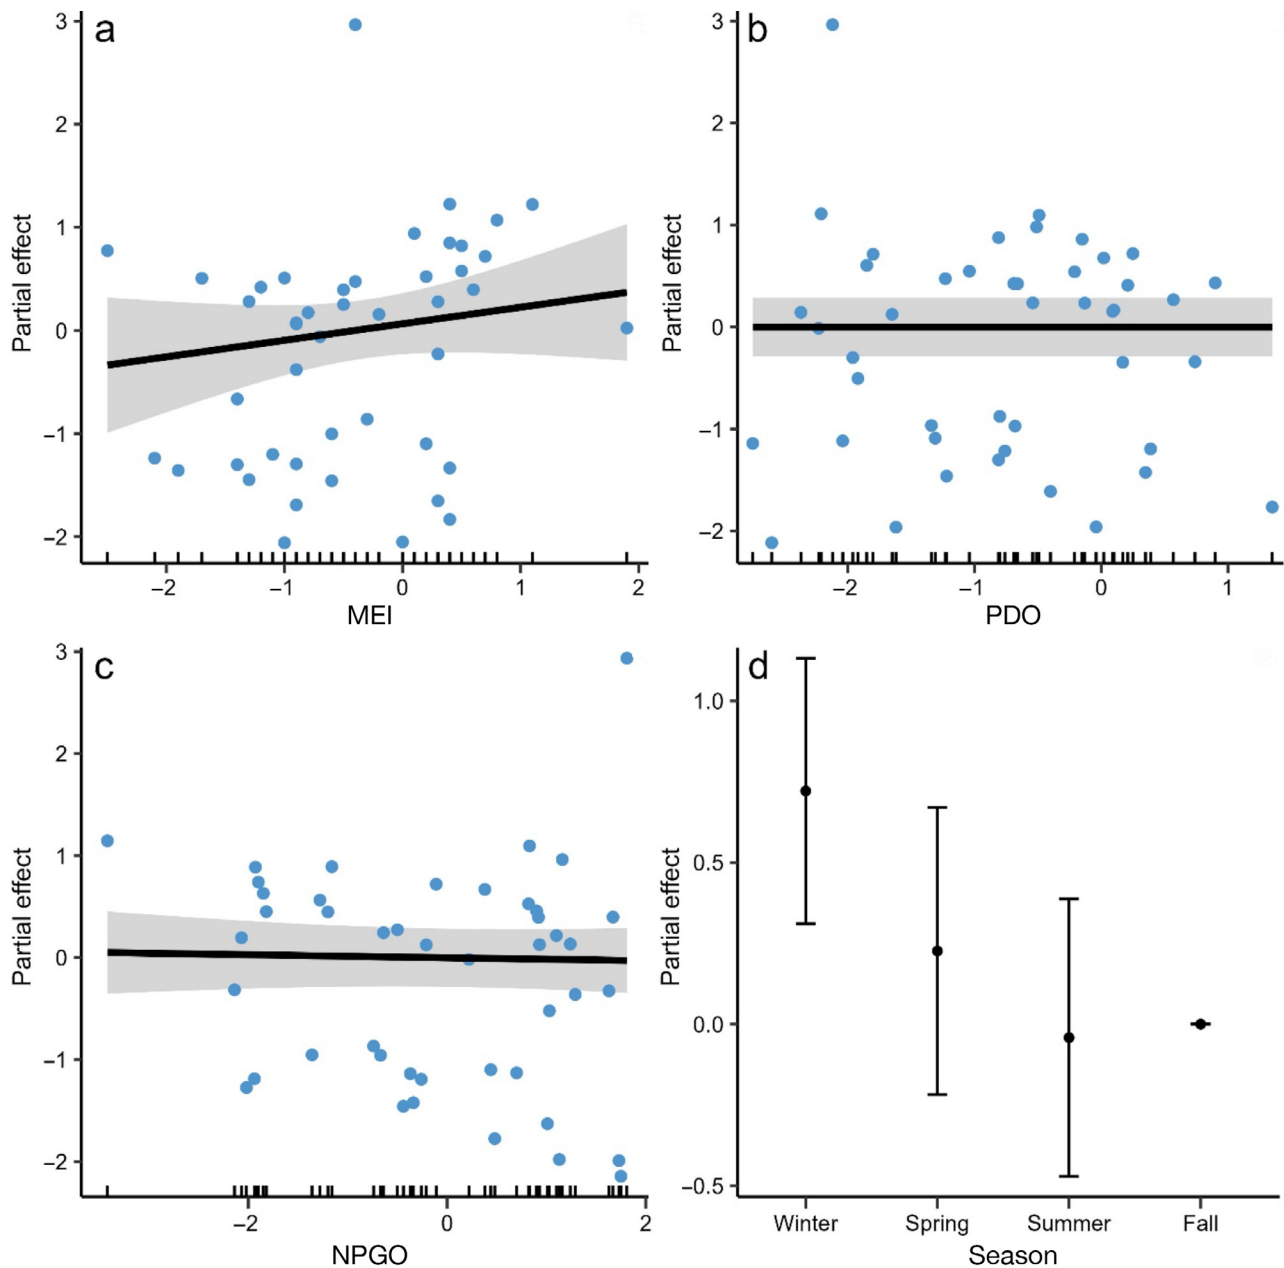 a
3
2
1
0
−1
−2
Partial effect
−2 −1 0 1 2
MEI
b
3
2
1
0
−1
−2
Partial effect
−2 −1 0 1
PDO
c
3
2
1
0
−1
−2
Partial effect
−2 0 2
NPGO
d
1.0
0.5
0.0
−0.5
Partial effect
Winter Spring Summer Fall
Season